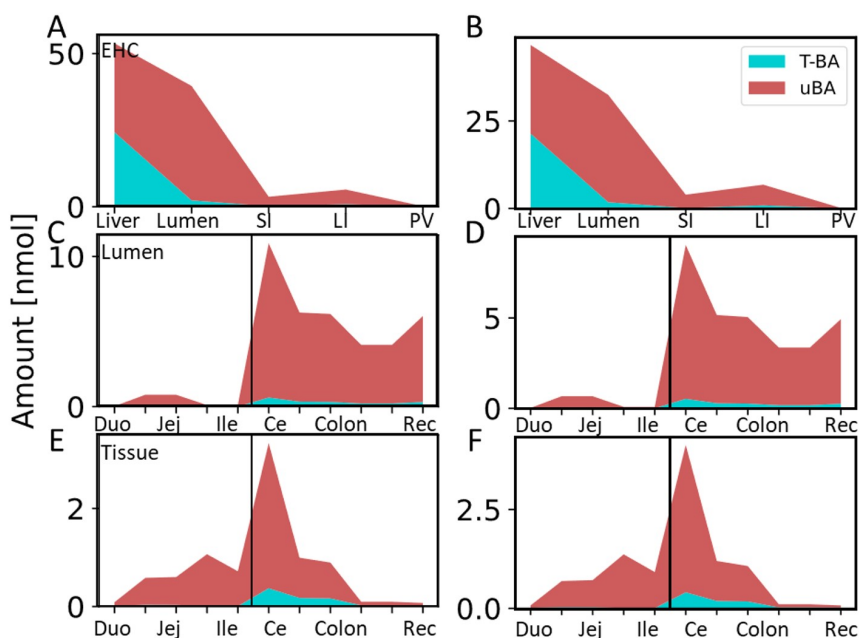 A
B
EHC
T-BA
uBA
50
0
25
0
Liver Lumen SI LI PV
Liver Lumen SI LI PV
C
D
Lumen
10
0
5
0
Duo Jej Ile Ce Colon Rec
Duo Jej Ile Ce Colon Rec
E
F
Tissue
2
0
2.5
0.0
Duo Jej Ile Ce Colon Rec
Duo Jej Ile Ce Colon Rec
Amount [nmol]